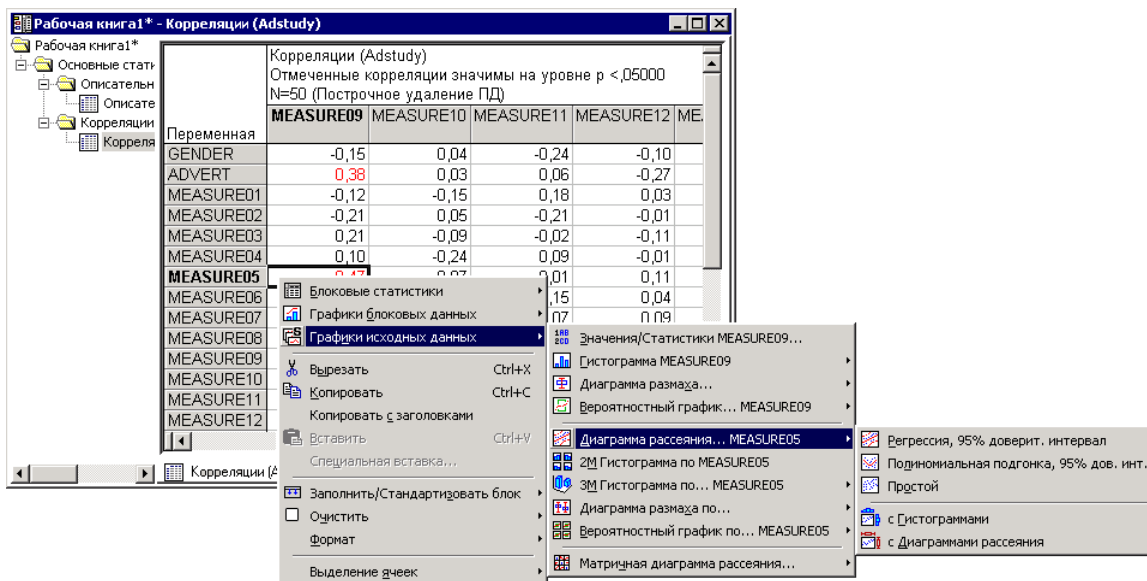 Рабочая книга1* - Корреляции (Adstudy)
Рабочая книга1*
Основные стати
Описательн
Описате
Корреляции
Корреля
Корреляции (Adstudy)
Отмеченные корреляции значимы на уровне p <,05000
N=50 (Построчное удаление ПД)
Переменная MEASURE09 MEASURE10 MEASURE11 MEASURE12 ME.
GENDER -0,15 0,04 -0,24 -0,10
ADVERT 0,38 0,03 0,06 -0,27
MEASURE01 -0,12 -0,15 0,18 0,03
MEASURE02 -0,21 0,05 -0,21 -0,01
MEASURE03 0,21 -0,09 -0,02 -0,11
MEASURE04 0,10 -0,24 0,09 -0,01
MEASURE05 0,11
MEASURE06 ,15 0,04
MEASURE07 07 0,09
MEASURE08
MEASURE09
MEASURE10
MEASURE11
MEASURE12
Корреляции (A
Блоковые статистики
Графики блоковых данных
Графики исходных данных
Вырезать Ctrl+X
Копировать Ctrl+C
Копировать с заголовками
Вставить Ctrl+V
Специальная вставка...
Заполнить/Стандартизовать блок
Очистить
Формат
Выделение ячеек
Значения/Статистики MEASURE09...
Гистограмма MEASURE09
Диаграмма размаха...
Вероятностный график... MEASURE09
Диаграмма рассеяния... MEASURE05
2М Гистограмма по MEASURE05
3М Гистограмма по... MEASURE05
Диаграмма размаха по...
Вероятностный график по... MEASURE05
Матричная диаграмма рассеяния...
Регрессия, 95% доверит. интервал
Полиномиальная подгонка, 95% дов. инт.
Простой
с Гистограммами
с Диаграммами рассеяния